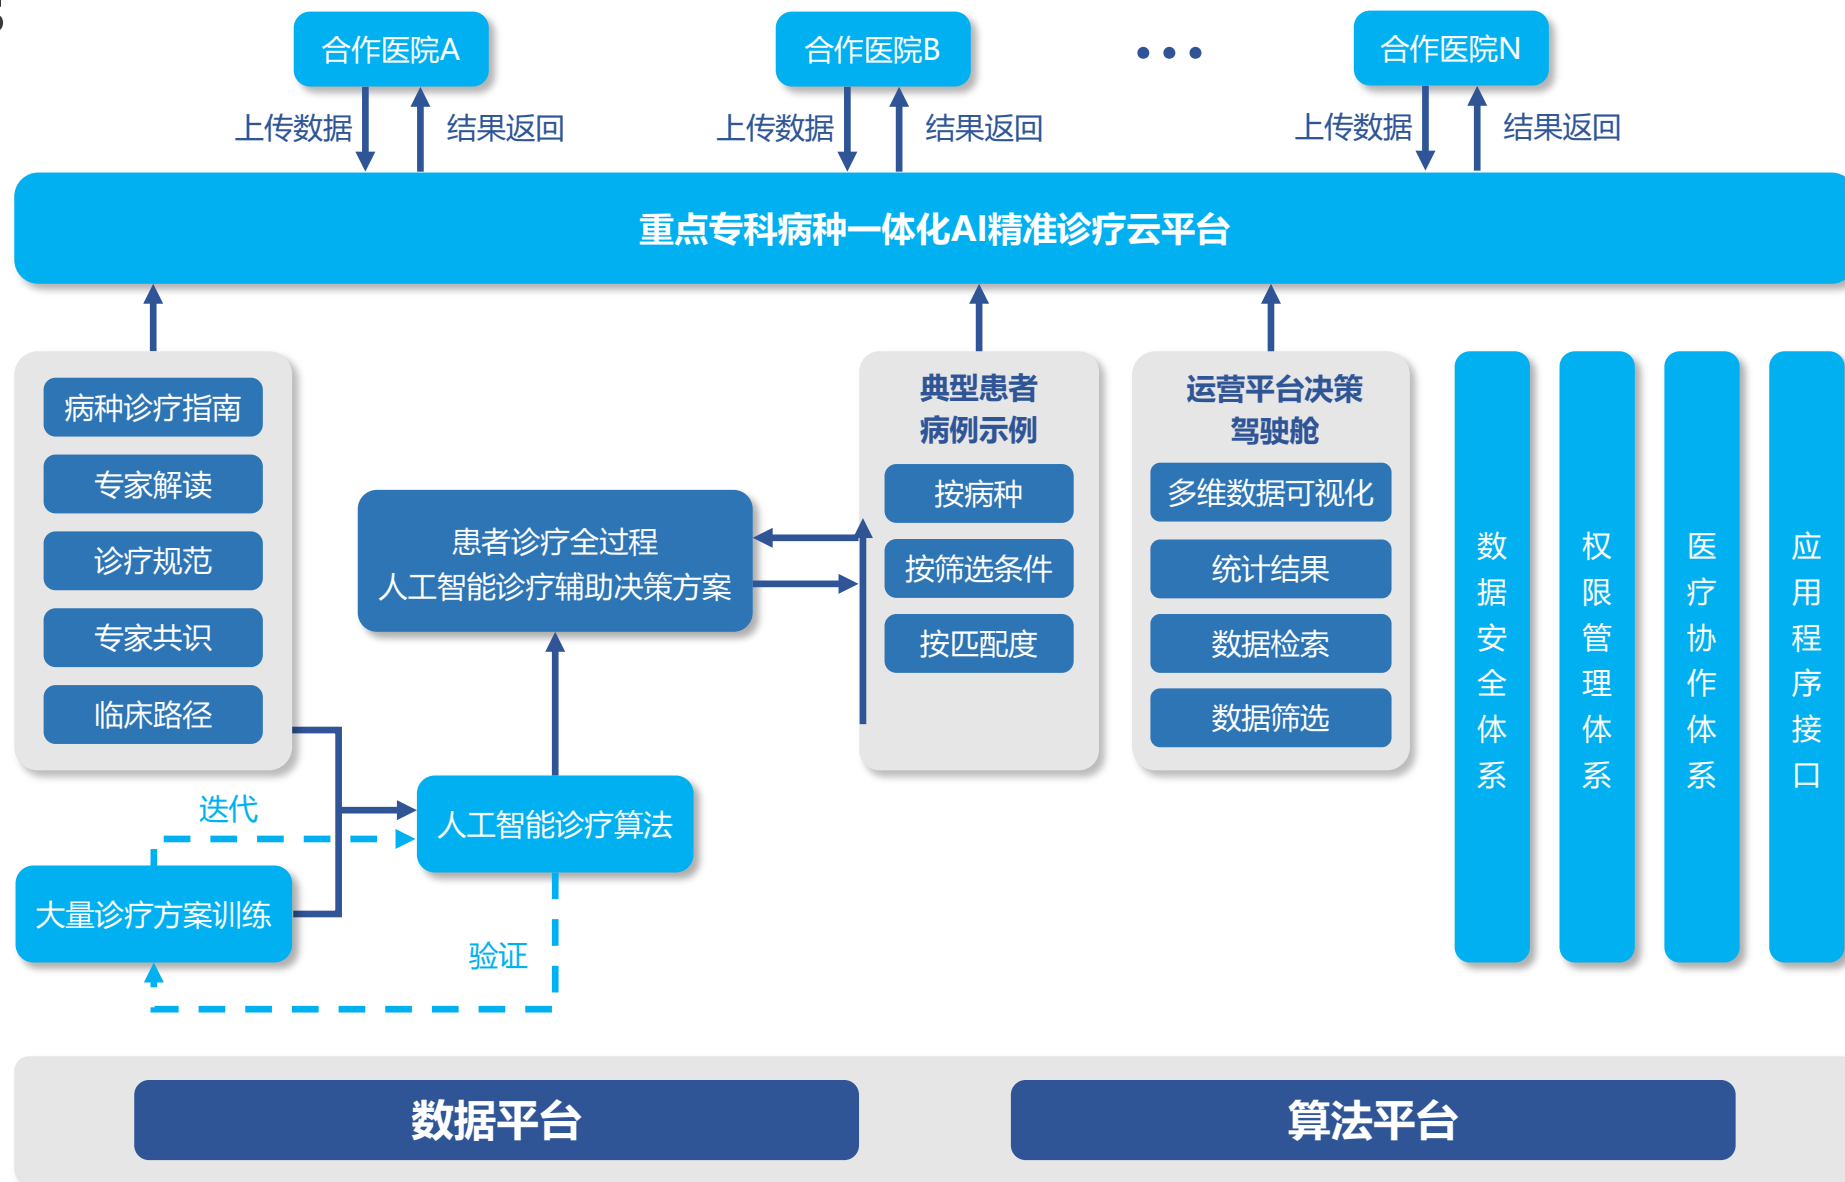 合作医院A
合作医院B
...
合作医院N
上传数据
结果返回
上传数据
结果返回
上传数据
结果返回
重点专科病种一体化AI精准诊疗云平台
病种诊疗指南
专家解读
诊疗规范
专家共识
临床路径
患者诊疗全过程
人工智能诊疗辅助决策方案
典型患者
病例示例
按病种
按筛选条件
按匹配度
运营平台决策
驾驶舱
多维数据可视化
统计结果
数据检索
数据筛选
数据安全体系
权限管理体系
医疗协作体系
应用程序接口
迭代
人工智能诊疗算法
大量诊疗方案训练
验证
数据平台
算法平台